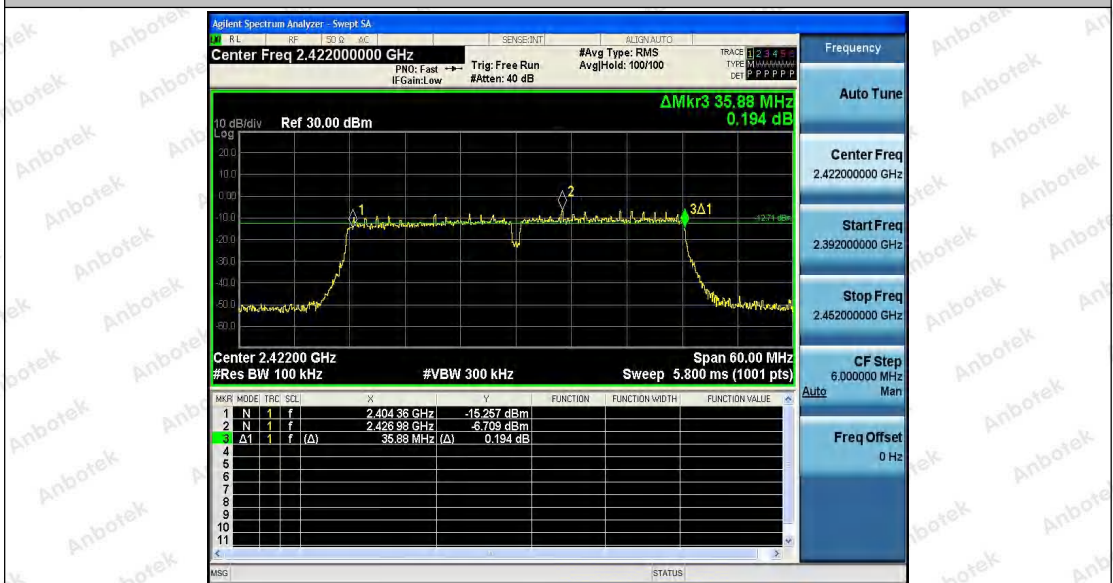 Agilent Spectrum Analyzer - Swept SA
RL RF 50 Ω AC SENSE:INT ALIGN AUTO
Center Freq 2.422000000 GHz
PNO: Fast
IFGain:Low
Trig: Free Run
#Atten: 40 dB
#Avg Type: RMS
Avg|Hold: 100/100
TRACE 1 2 3 4 5 6
TYPE MWWWWW
DET P P P P P P
ΔMkr3 35.88 MHz
0.194 dB
10 dB/div Ref 30.00 dBm
Log
20.0
10.0
0.00
-10.0
-20.0
-30.0
-40.0
-50.0
-60.0
1
2
3Δ1
-12.71 dBm
Center 2.42200 GHz Span 60.00 MHz
#Res BW 100 kHz #VBW 300 kHz Sweep 5.800 ms (1001 pts)
MKR MODE TRC SCL X Y FUNCTION FUNCTION WIDTH FUNCTION VALUE
1 N 1 f 2.404 36 GHz -15.257 dBm
2 N 1 f 2.426 98 GHz -6.709 dBm
3 Δ1 1 f (Δ) 35.88 MHz (Δ) 0.194 dB
4
5
6
7
8
9
10
11
MSG STATUS
Frequency
Auto Tune
Center Freq
2.422000000 GHz
Start Freq
2.392000000 GHz
Stop Freq
2.452000000 GHz
CF Step
6.000000 MHz
Auto Man
Freq Offset
0 Hz
Anbotek